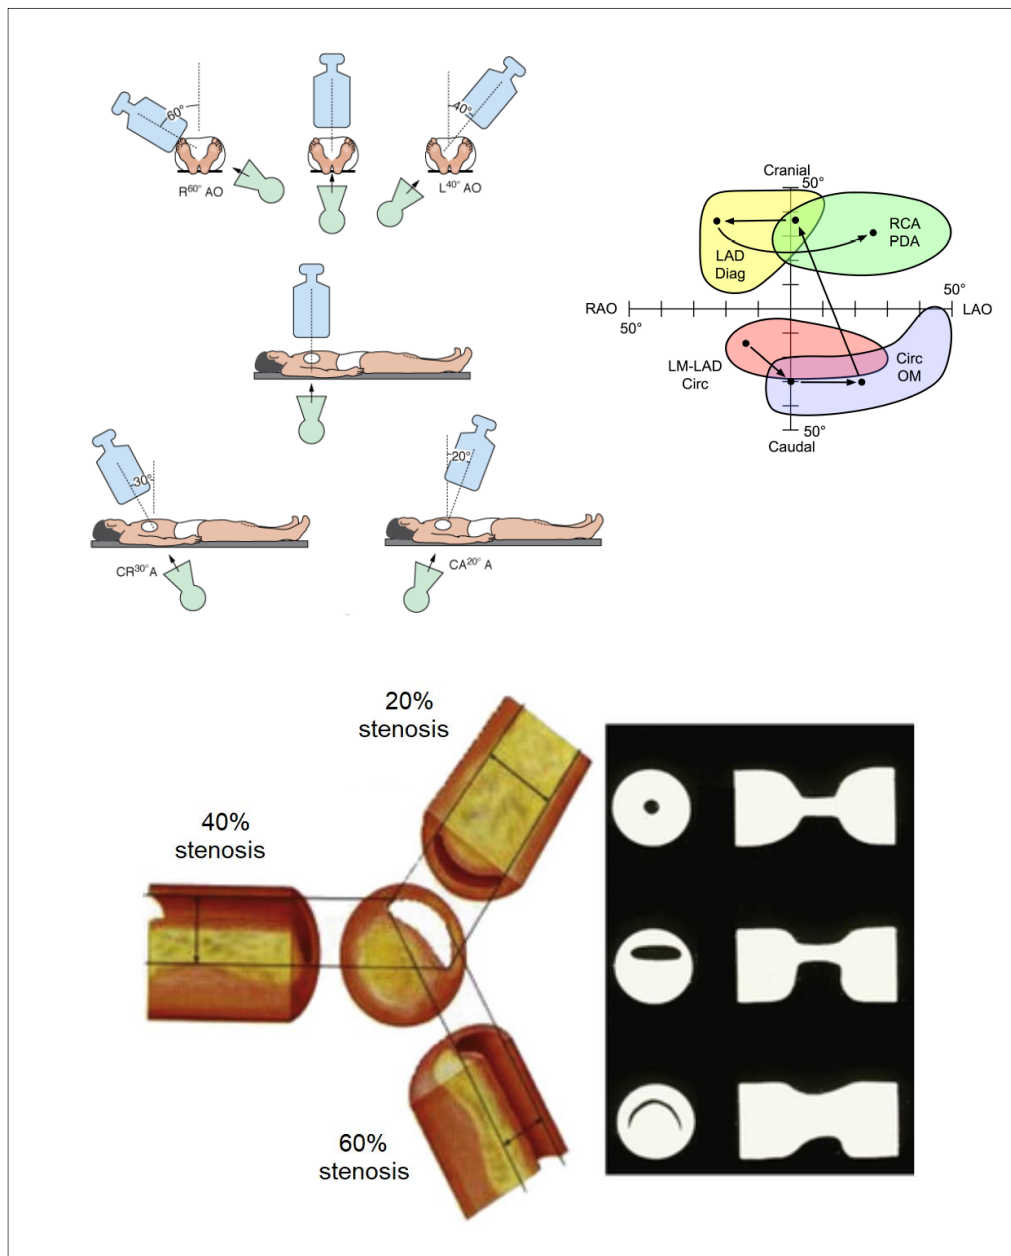 60°
40°
R60° AO
L40° AO
30°
20°
CR30°A
CA20° A
Cranial
50°
RCA
PDA
LAD
Diag
50°
RAO
LAO
50°
LM-LAD
Circ
Circ
OM
50°
Caudal
20%
stenosis
40%
stenosis
60%
stenosis